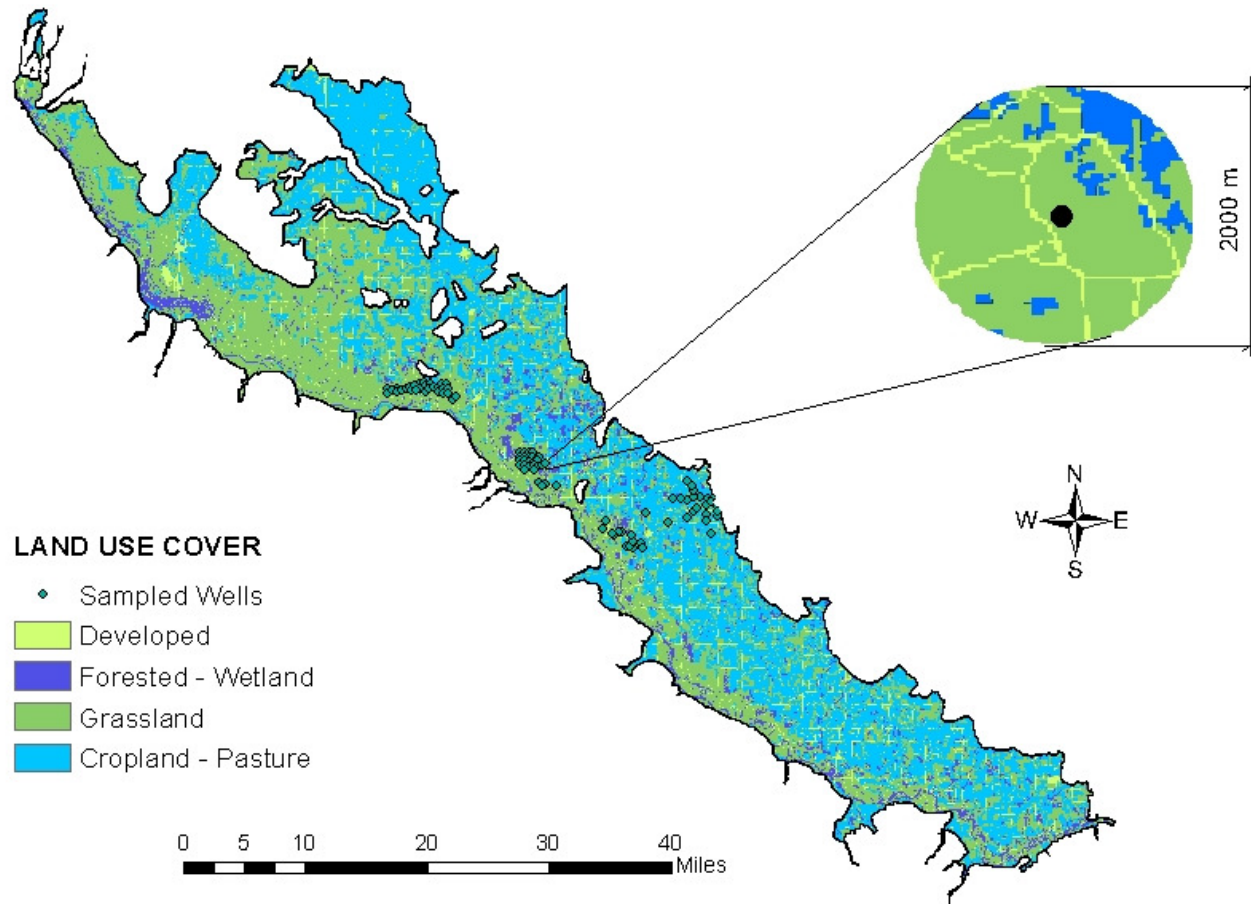 2000 m
N
W E
S
LAND USE COVER
Sampled Wells
Developed
Forested - Wetland
Grassland
Cropland - Pasture
0 5 10 20 30 40
Miles